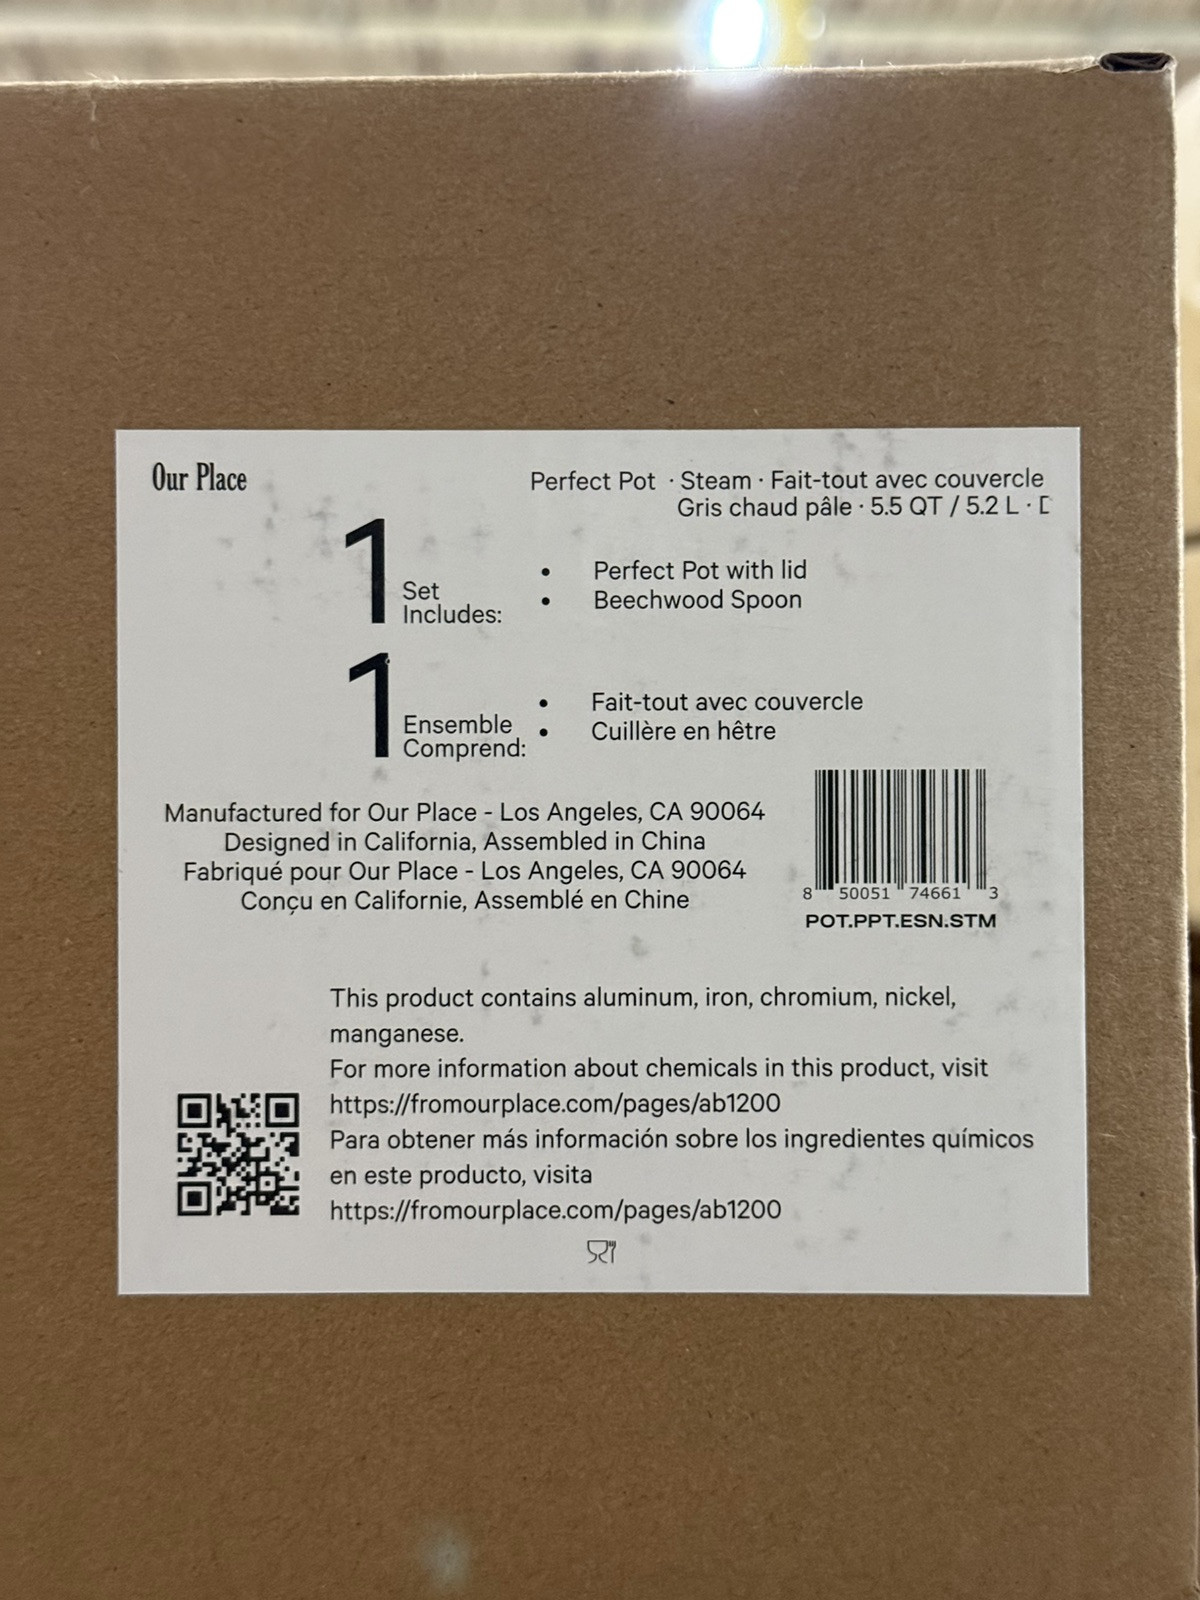 Our Place
Perfect Pot · Steam · Fait-tout avec couvercle
Gris chaud pâle · 5.5 QT / 5.2 L ·
1 Set Includes:
• Perfect Pot with lid
• Beechwood Spoon
1 Ensemble Comprend:
• Fait-tout avec couvercle
• Cuillère en hêtre
Manufactured for Our Place - Los Angeles, CA 90064
Designed in California, Assembled in China
Fabriqué pour Our Place - Los Angeles, CA 90064
Conçu en Californie, Assemblé en Chine
8 50051 74661 3
POT.PPT.ESN.STM
This product contains aluminum, iron, chromium, nickel,
manganese.
For more information about chemicals in this product, visit
https://fromourplace.com/pages/ab1200
Para obtener más información sobre los ingredientes químicos
en este producto, visita
https://fromourplace.com/pages/ab1200